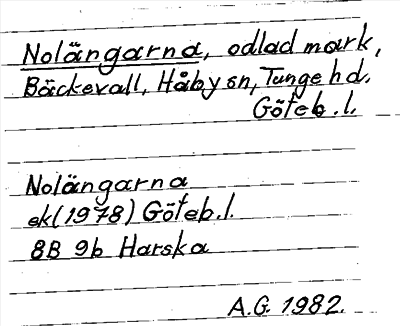 Nolängarna, odlad mark,
Bäckevall, Håby sn, Tunge hd.
Göteb.l.
Nolängarna
ek (1978) Göteb.l.
8B 9b Harska
A.G. 1982.